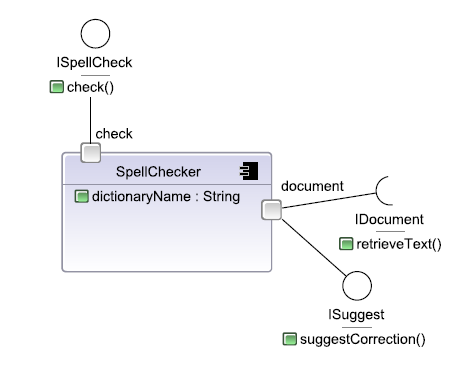 ISpellCheck
check()
check
SpellChecker
dictionaryName : String
document
IDocument
retrieveText()
ISuggest
suggestCorrection()